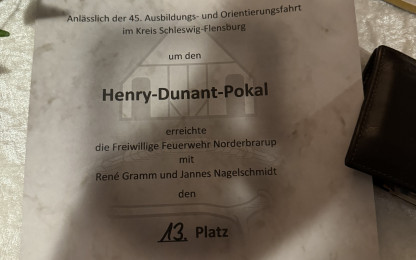 Anlässlich der 45. Ausbildungs- und Orientierungsfahrt
im Kreis Schleswig-Flensburg
um den
Henry-Dunant-Pokal
erreichte
die Freiwillige Feuerwehr Norderbrarup
mit
René Gramm und Jannes Nagelschmidt
den
13. Platz